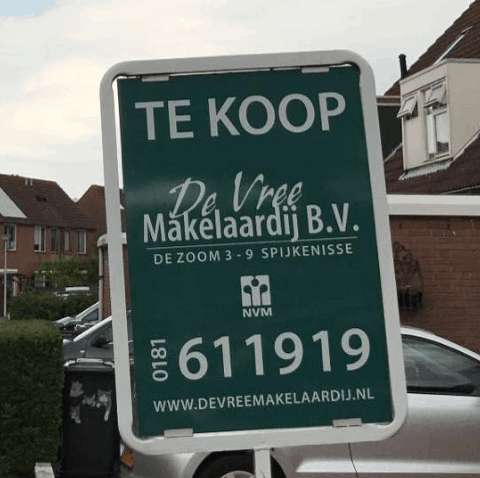 TE KOOP
De Vree
Makelaardij B.V.
DE ZOOM 3 - 9 SPIJKENISSE
NVM
0181 611919
WWW.DEVREEMAKELAARDIJ.NL